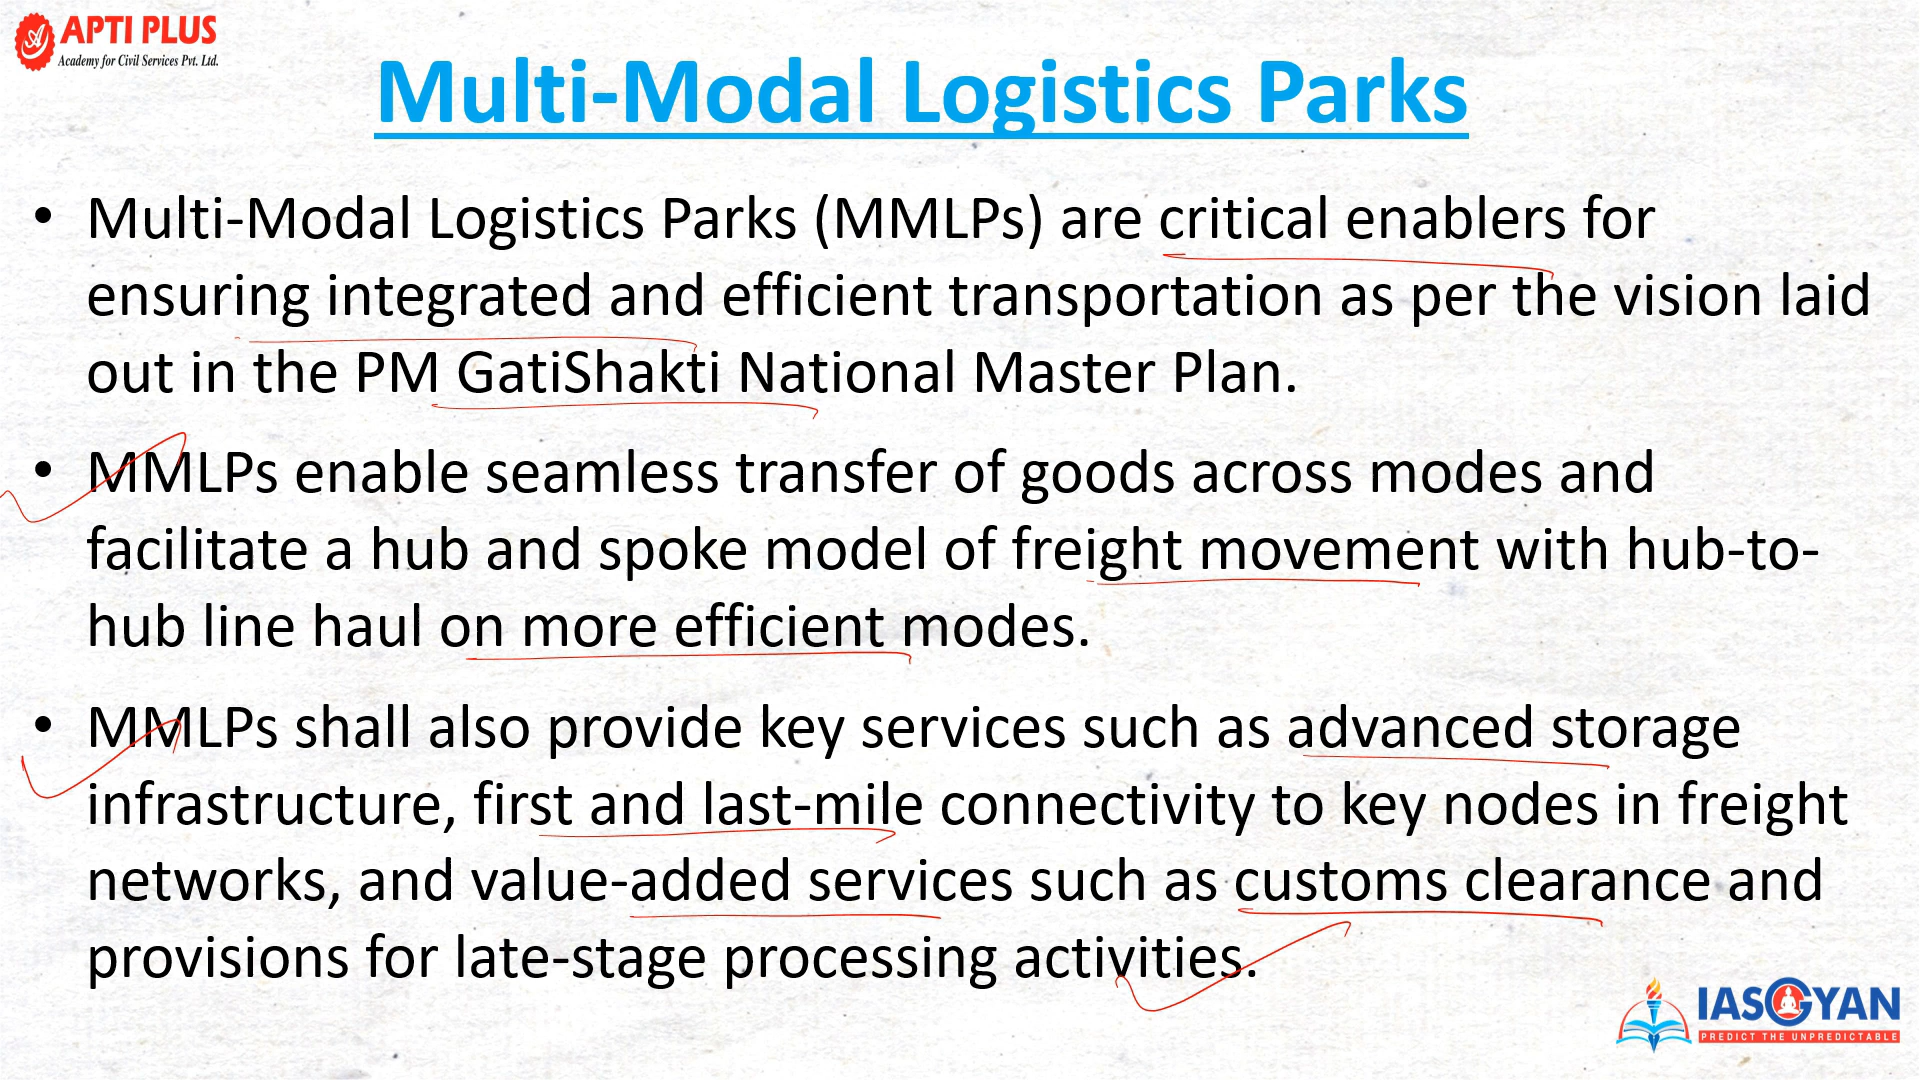 APTI PLUS
Academy for Civil Services Pvt. Ltd.
Multi-Modal Logistics Parks
• Multi-Modal Logistics Parks (MMLPs) are critical enablers for
ensuring integrated and efficient transportation as per the vision laid
out in the PM GatiShakti National Master Plan.
• MMLPs enable seamless transfer of goods across modes and
facilitate a hub and spoke model of freight movement with hub-to-
hub line haul on more efficient modes.
• MMLPs shall also provide key services such as advanced storage
infrastructure, first and last-mile connectivity to key nodes in freight
networks, and value-added services such as customs clearance and
provisions for late-stage processing activities.
IASGYAN
PREDICT THE UNPREDICTABLE